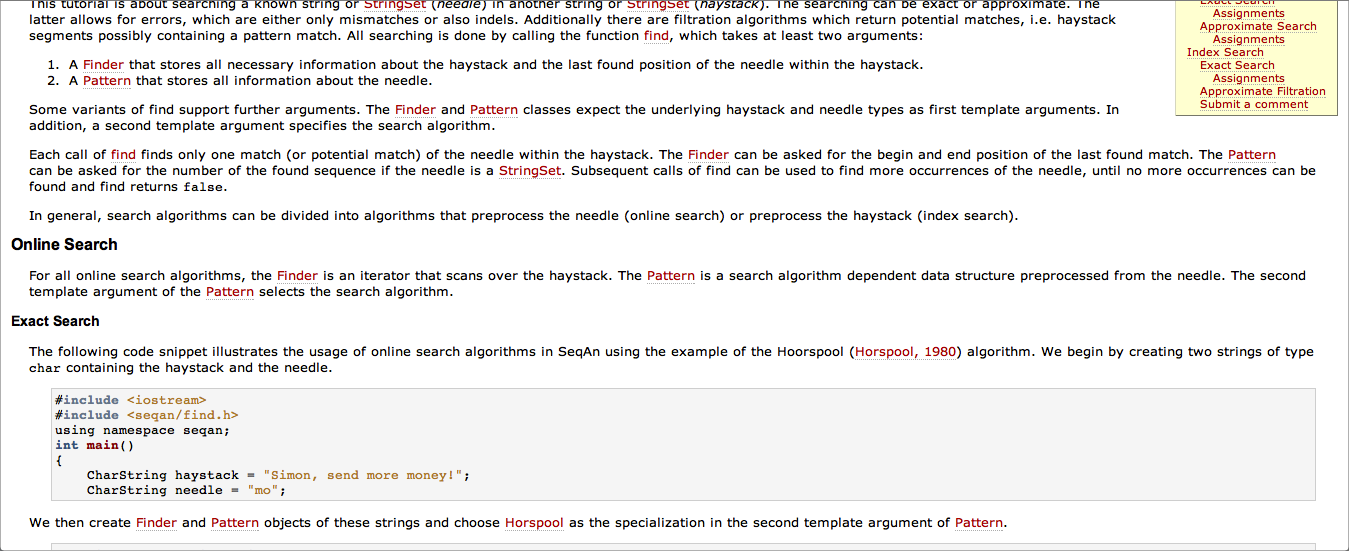 This tutorial is about searching a known string or StringSet (needle) in another string or StringSet (haystack). The searching can be exact or approximate. The
latter allows for errors, which are either only mismatches or also indels. Additionally there are filtration algorithms which return potential matches, i.e. haystack
segments possibly containing a pattern match. All searching is done by calling the function find, which takes at least two arguments:
1. A Finder that stores all necessary information about the haystack and the last found position of the needle within the haystack.
2. A Pattern that stores all information about the needle.
Some variants of find support further arguments. The Finder and Pattern classes expect the underlying haystack and needle types as first template arguments. In
addition, a second template argument specifies the search algorithm.
Each call of find finds only one match (or potential match) of the needle within the haystack. The Finder can be asked for the begin and end position of the last found match. The Pattern
can be asked for the number of the found sequence if the needle is a StringSet. Subsequent calls of find can be used to find more occurrences of the needle, until no more occurrences can be
found and find returns false.
In general, search algorithms can be divided into algorithms that preprocess the needle (online search) or preprocess the haystack (index search).
Online Search
For all online search algorithms, the Finder is an iterator that scans over the haystack. The Pattern is a search algorithm dependent data structure preprocessed from the needle. The second
template argument of the Pattern selects the search algorithm.
Exact Search
The following code snippet illustrates the usage of online search algorithms in SeqAn using the example of the Hoorspool (Horspool, 1980) algorithm. We begin by creating two strings of type
char containing the haystack and the needle.
#include <iostream>
#include <seqan/find.h>
using namespace seqan;
int main()
{
CharString haystack = "Simon, send more money!";
CharString needle = "mo";
We then create Finder and Pattern objects of these strings and choose Horspool as the specialization in the second template argument of Pattern.
Exact Search
Assignments
Approximate Search
Assignments
Index Search
Exact Search
Assignments
Approximate Filtration
Submit a comment